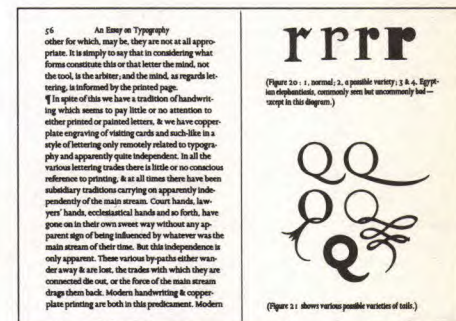 56 An Essay on Typography
other for which, may be, they are not at all appro-
priate. It is simply to say that in considering what
forms constitute this or that letter the mind, not
the tool, is the arbiter; and the mind, as regards let-
tering, is informed by the printed page.
¶ In spite of this we have a tradition of handwrit-
ing which seems to pay little or no attention to
either printed or painted letters, & we have copper-
plate engraving of visiting cards and such-like in a
style of lettering only remotely related to typogra-
phy and apparently quite independent. In all the
various lettering trades there is little or no conscious
reference to printing, & at all times there have been
subsidiary traditions carrying on apparently inde-
pendently of the main stream. Court hands, law-
yers' hands, ecclesiastical hands and so forth, have
gone on in their own sweet way without any ap-
parent sign of being influenced by whatever was the
main stream of their time. But this independence is
only apparent. These various by-paths either wan-
der away & are lost, the trades with which they are
connected die out, or the force of the main stream
drags them back. Modern handwriting & copper-
plate printing are both in this predicament. Modern
r r r r
(Figure 20 : 1, normal; 2, a possible variety; 3 & 4, Egypt-
ian elephantiasis, commonly seen but uncommonly bad—
except in this diagram.)
Q Q
Q Q
Q
(Figure 21 shows various possible varieties of tails.)